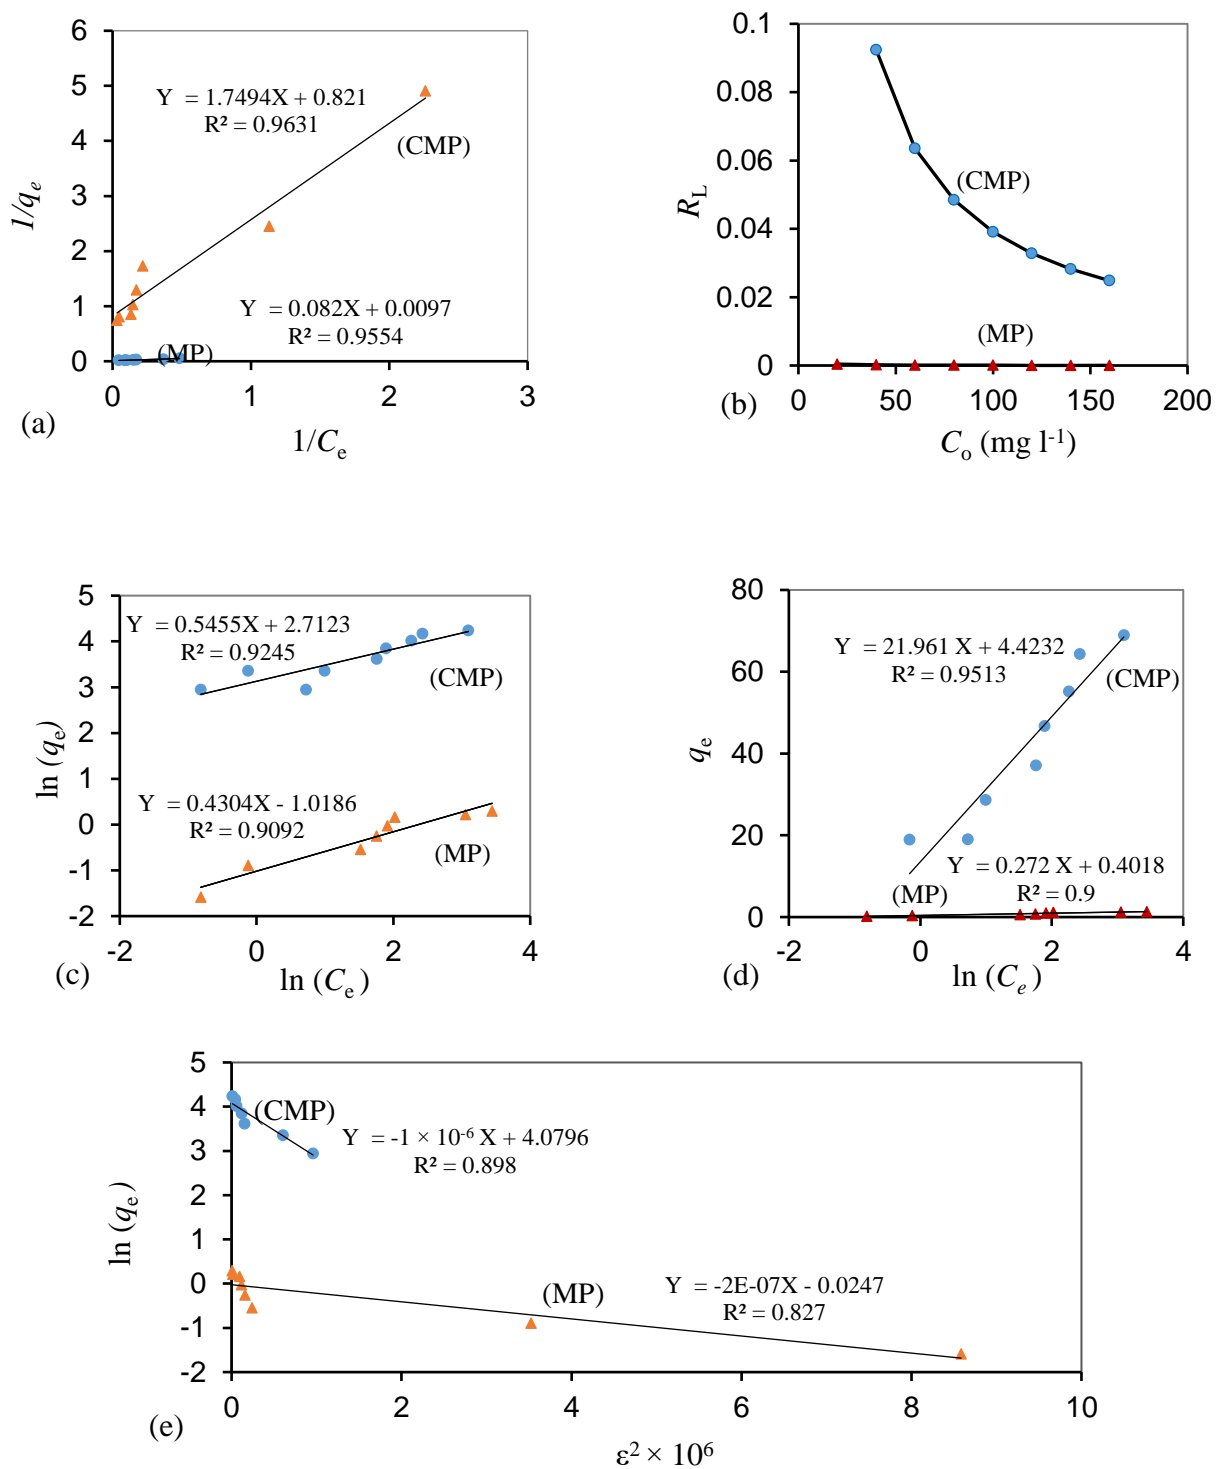 6
5
4
3
2
1
0
0
1
2
3
1/qe
1/Ce
Y = 1.7494X + 0.821
R² = 0.9631
(CMP)
Y = 0.082X + 0.0097
R² = 0.9554
(MP)
(a)
0.1
0.08
0.06
0.04
0.02
0
0
50
100
150
200
RL
Co (mg l-1)
(CMP)
(MP)
(b)
5
4
3
2
1
0
-1
-2
-2
0
2
4
ln (qe)
ln (Ce)
Y = 0.5455X + 2.7123
R² = 0.9245
(CMP)
Y = 0.4304X - 1.0186
R² = 0.9092
(MP)
(c)
80
60
40
20
0
-2
0
2
4
qe
ln (Ce)
Y = 21.961 X + 4.4232
R² = 0.9513
(CMP)
Y = 0.272 X + 0.4018
R² = 0.9
(MP)
(d)
5
4
3
2
1
0
-1
-2
0
2
4
6
8
10
ln (qe)
ε² × 10⁶
(CMP)
Y = -1 × 10⁻⁶ X + 4.0796
R² = 0.898
(MP)
Y = -2E-07X - 0.0247
R² = 0.827
(e)